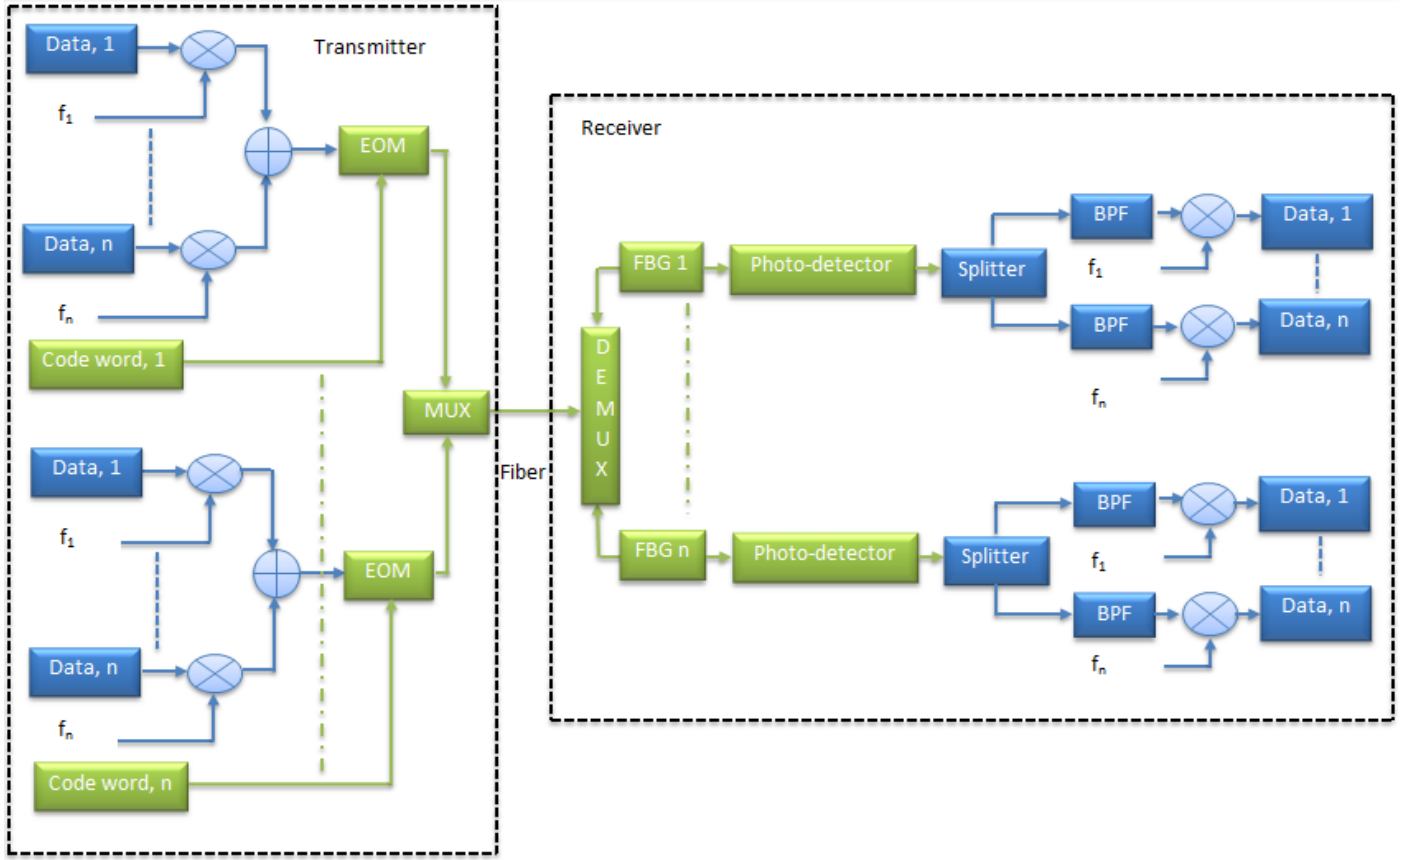 Transmitter
Data, 1
f1
EOM
Data, n
fn
Code word, 1
MUX
Data, 1
f1
EOM
Data, n
fn
Code word, n
Fiber
Receiver
DEMUX
FBG 1
Photo-detector
Splitter
BPF
f1
Data, 1
BPF
fn
Data, n
FBG n
Photo-detector
Splitter
BPF
f1
Data, 1
BPF
fn
Data, n